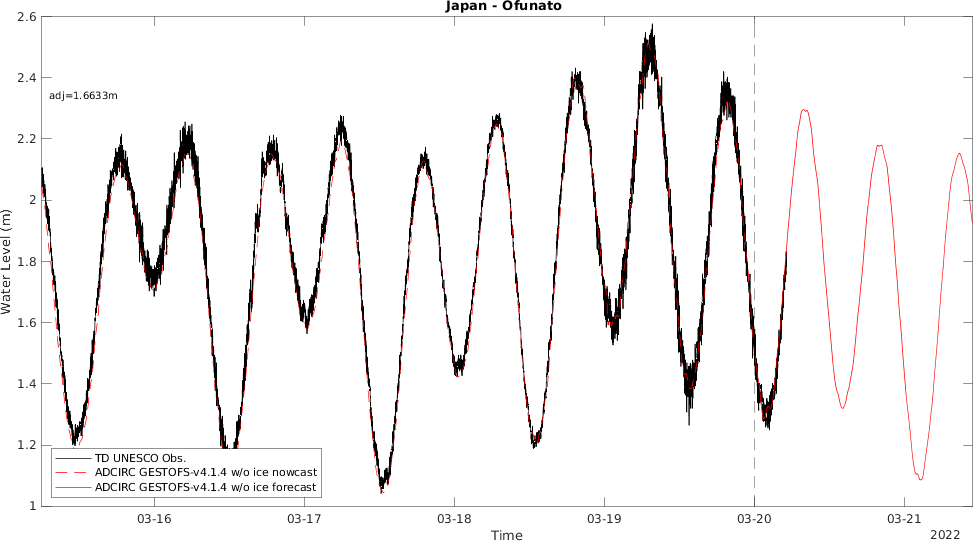 Japan - Ofunato
2.6
2.4
adj=1.6633m
2.2
2
1.8
1.6
1.4
1.2
1
Water Level (m)
TD UNESCO Obs.
ADCIRC GESTOFS-v4.1.4 w/o ice nowcast
ADCIRC GESTOFS-v4.1.4 w/o ice forecast
03-16 03-17 03-18 03-19 03-20 03-21
Time
2022